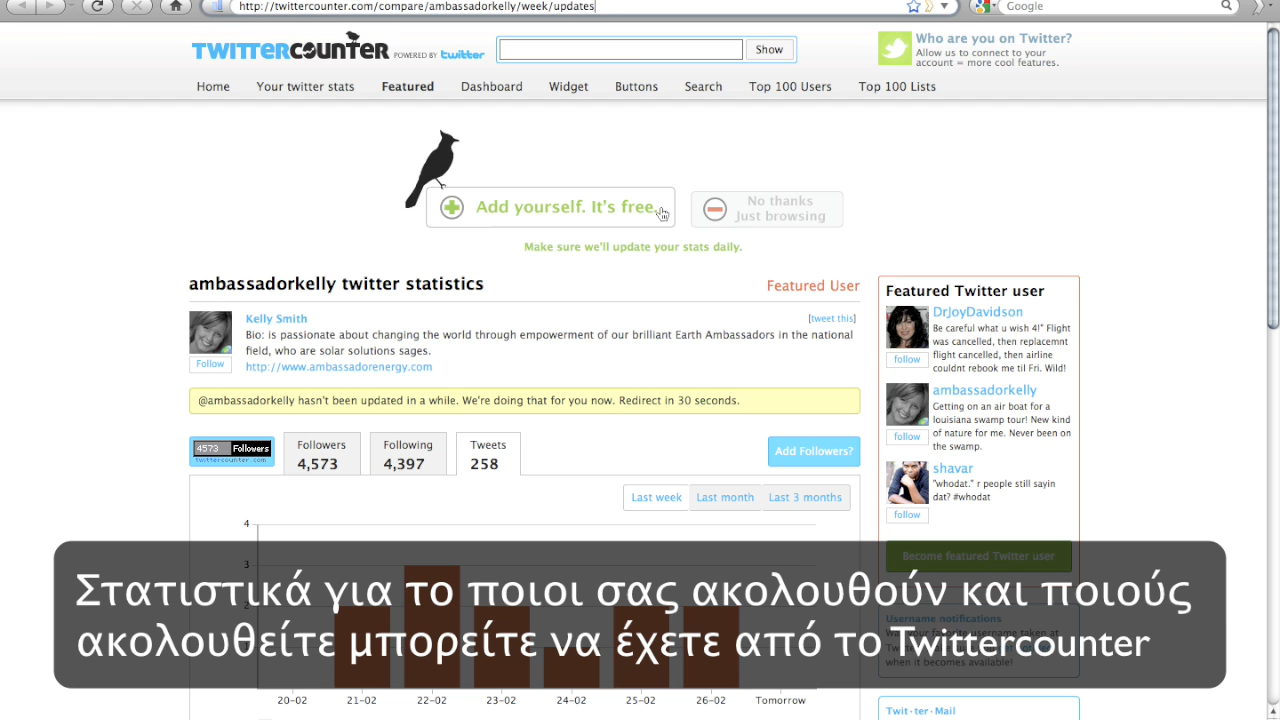 http://twittercounter.com/compare/ambassadorkelly/week/updates
Google
TWITTERCOUNTER POWERED BY twitter
Show
Who are you on Twitter?
Allow us to connect to your
account = more cool features.
Home Your twitter stats Featured Dashboard Widget Buttons Search Top 100 Users Top 100 Lists
Add yourself. It's free.
No thanks
Just browsing
Make sure we'll update your stats daily.
ambassadorkelly twitter statistics
Featured User
Kelly Smith
[tweet this]
Bio: is passionate about changing the world through empowerment of our brilliant Earth Ambassadors in the national
field, who are solar solutions sages.
Follow
http://www.ambassadorenergy.com
@ambassadorkelly hasn't been updated in a while. We're doing that for you now. Redirect in 30 seconds.
4573 Followers
twittercounter.com
Followers
4,573
Following
4,397
Tweets
258
Add Followers?
Last week Last month Last 3 months
4
3
2
20-02 21-02 22-02 23-02 24-02 25-02 26-02 Tomorrow
Featured Twitter user
DrJoyDavidson
Be careful what u wish 4!" Flight
was cancelled, then replacemnt
flight cancelled, then airline
couldnt rebook me til Fri. Wild!
follow
ambassadorkelly
Getting on an air boat for a
louisiana swamp tour! New kind
of nature for me. Never been on
the swamp.
follow
shavar
"whodat." r people still sayin
dat? #whodat
follow
Become featured Twitter user
Username notifications
when it becomes available!
Twit·ter·Mail
Στατιστικά για το ποιοι σας ακολουθούν και ποιούς
ακολουθείτε μπορείτε να έχετε από το Twittercounter